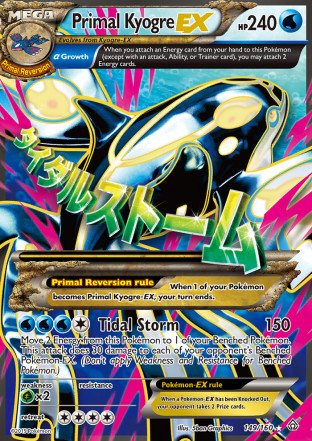 MEGA
Primal Kyogre EX
HP240
Evolves from Kyogre-EX
Primal Reversion
α Growth
When you attach an Energy card from your hand to this Pokémon
(except with an attack, Ability, or Trainer card), you may attach 2
Energy cards.
タイダルストーム
Primal Reversion rule
When 1 of your Pokémon
becomes Primal Kyogre-EX, your turn ends.
Tidal Storm 150
Move 2 Energy from this Pokémon to 1 of your Benched Pokémon.
This attack does 30 damage to each of your opponent's Benched
Pokémon-EX. (Don't apply Weakness and Resistance for Benched
Pokémon.)
weakness
×2
resistance
retreat
Pokémon-EX rule
When a Pokémon-EX has been Knocked Out,
your opponent takes 2 Prize cards.
©2015 Pokémon
Illus. 5ban Graphics
149/160